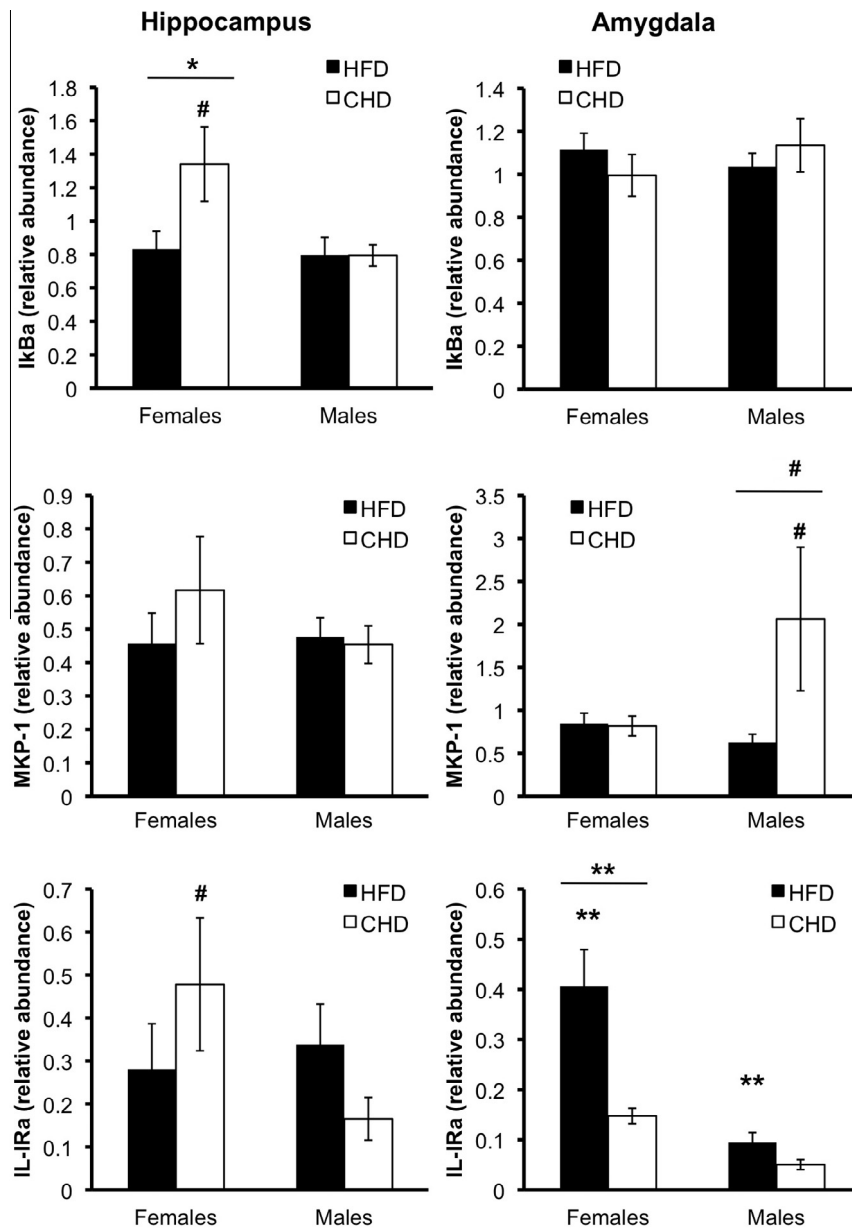 Hippocampus
IkBa (relative abundance)
1.8
1.6
1.4
1.2
1
0.8
0.6
0.4
0.2
0
*
#
HFD
CHD
Females Males
Amygdala
IkBa (relative abundance)
1.4
1.2
1
0.8
0.6
0.4
0.2
0
HFD
CHD
Females Males
MKP-1 (relative abundance)
0.9
0.8
0.7
0.6
0.5
0.4
0.3
0.2
0.1
0
HFD
CHD
Females Males
MKP-1 (relative abundance)
3.5
3
2.5
2
1.5
1
0.5
0
HFD
CHD
#
#
Females Males
IL-IRa (relative abundance)
0.7
0.6
0.5
0.4
0.3
0.2
0.1
0
#
HFD
CHD
Females Males
IL-IRa (relative abundance)
0.6
0.5
0.4
0.3
0.2
0.1
0
**
**
**
HFD
CHD
Females Males